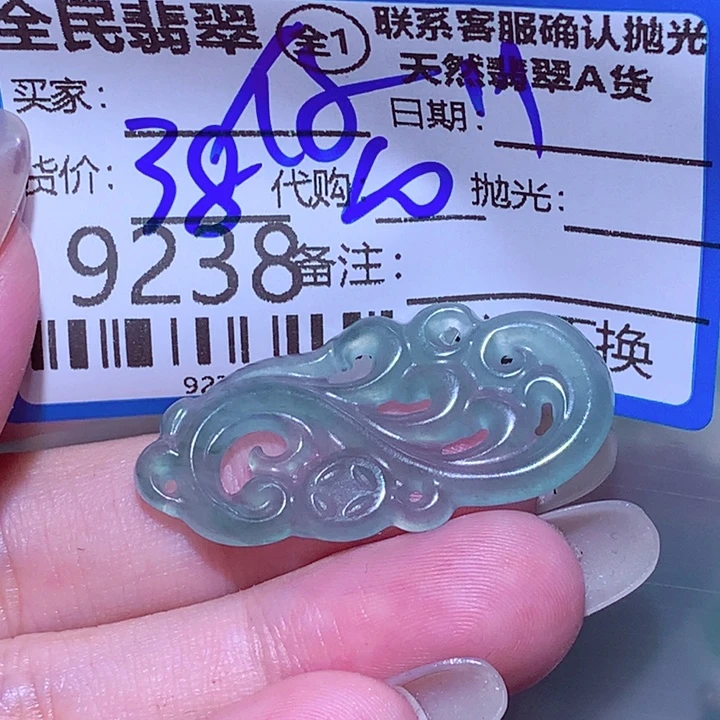 全民翡翠 全1 联系客服确认抛光
天然翡翠A货
买家： 日期：
货价：38 代购： 抛光：
9238 备注：
换